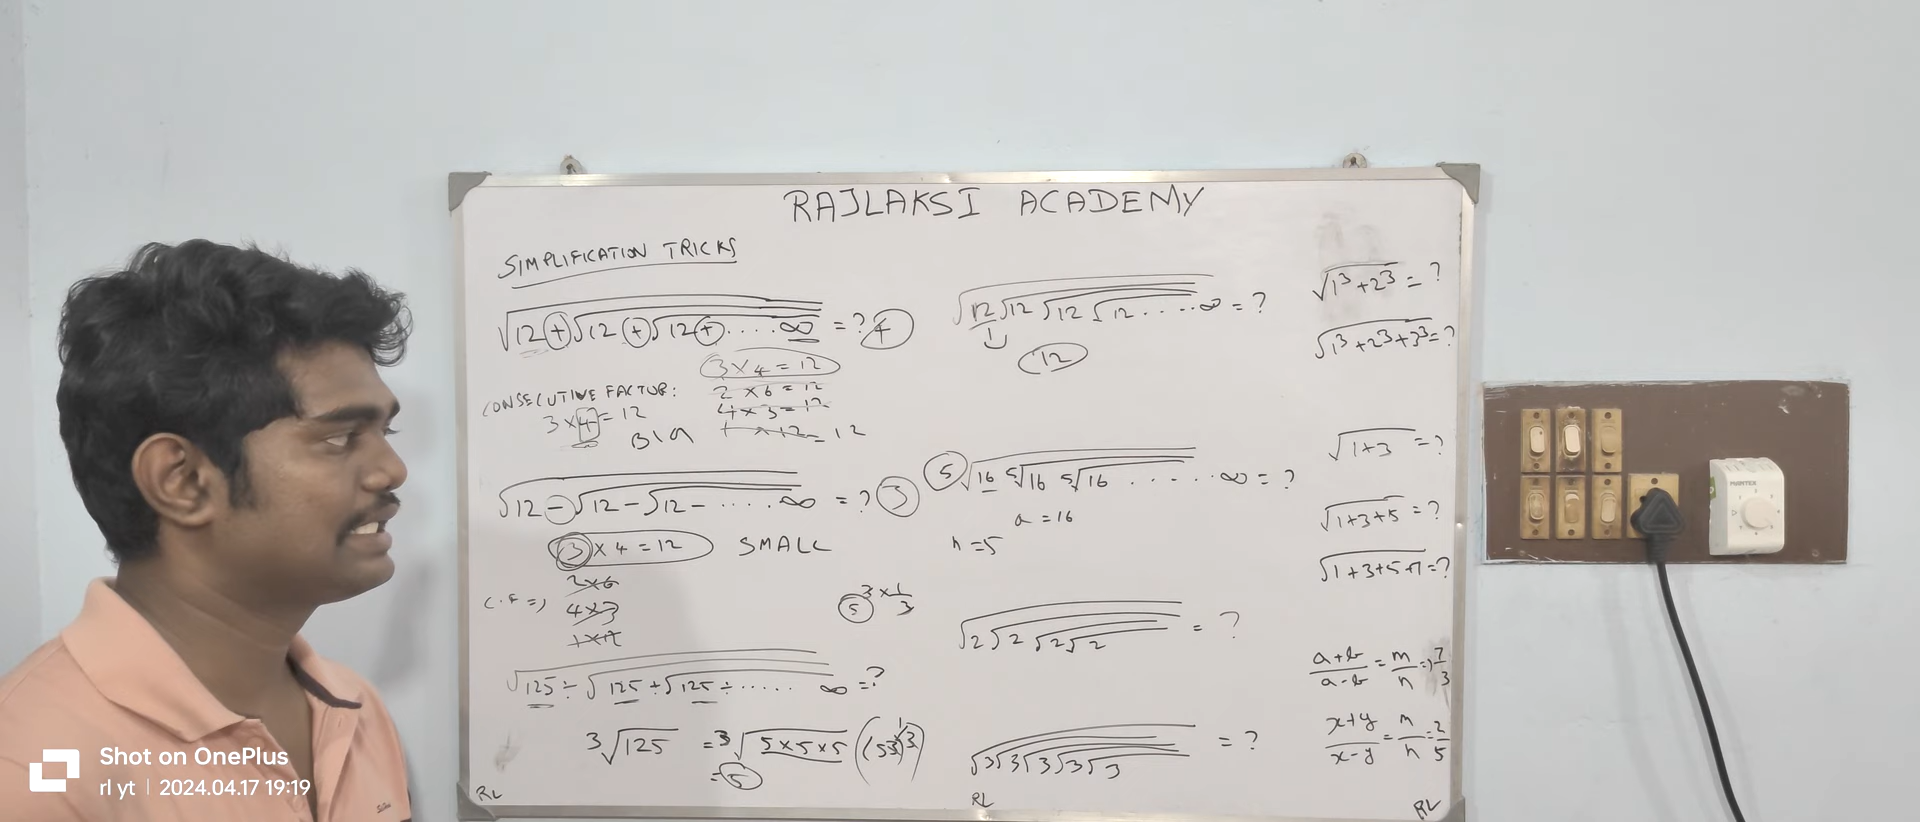 RAJLAKSI ACADEMY
SIMPLIFICATION TRICKS
√12+√12+√12+.....∞ = ? 4
3 × 4 = 12
2 × 6 = 12
4 × 3 = 12
1 × 12 = 12
CONSECUTIVE FACTOR:
3 × 4 = 12
BIG
√12-√12-√12-.....∞ = ? 3
3 × 4 = 12 SMALL
C.F =>
2×6
4×3
1×12
5^3×1/3
√125÷√125÷√125÷.....∞ = ?
3√125 = 3√5×5×5 (5^3)^1/3
= 5
RL
√12√12√12√12.....∞ = ?
12
5√16 5√16 5√16 ......∞ = ?
a = 16
n = 5
√2√2√2√2 = ?
√3√3√3√3√3 = ?
RL
√1³+2³ = ?
√1³+2³+3³ = ?
√1+3 = ?
√1+3+5 = ?
√1+3+5+7 = ?
a+b/a-b = m/n => 7/3
x+y/x-y = m/n = 2/5
RL
MARTEX
Shot on OnePlus
rl yt | 2024.04.17 19:19